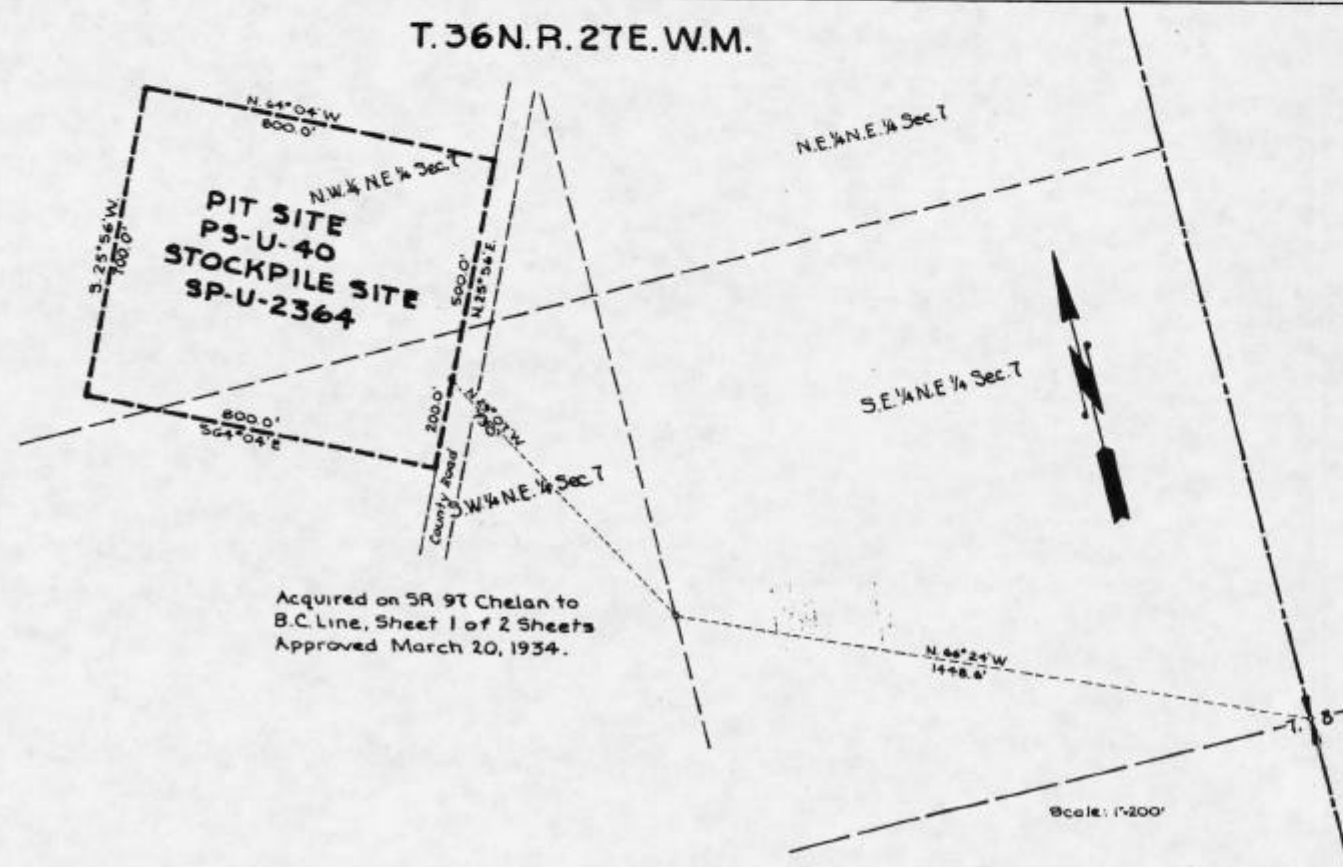 T. 36N. R. 27E. W.M.
N. 64° 04' W
800.0'
N.W. ¼ N.E. ¼ Sec. 7
N.E. ¼ N.E. ¼ Sec. 7
PIT SITE
PS-U-40
STOCKPILE SITE
SP-U-2364
S. 25° 56' W.
700.0'
500.0'
N. 25° 56' E.
200.0'
800.0'
S64° 04' E
S.E. ¼ N.E. ¼ Sec. 7
County Road
S.W. ¼ N.E. ¼ Sec. 7
Acquired on SR 97 Chelan to
B.C. Line, Sheet 1 of 2 Sheets
Approved March 20, 1934.
N. 66° 24' W
1448.6'
7. 8
Scale: 1"=200'